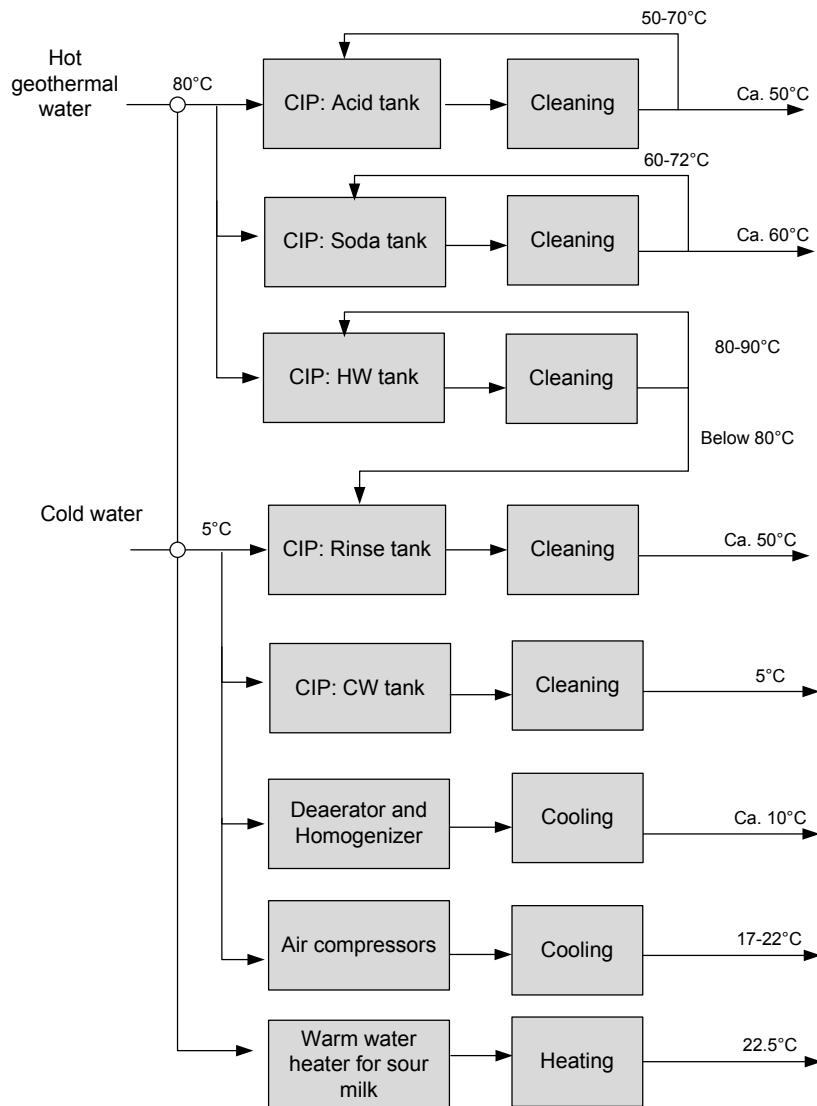 50-70°C
Hot
geothermal
water
80°C
CIP: Acid tank
Cleaning
Ca. 50°C
60-72°C
CIP: Soda tank
Cleaning
Ca. 60°C
80-90°C
CIP: HW tank
Cleaning
Below 80°C
Cold water
5°C
CIP: Rinse tank
Cleaning
Ca. 50°C
CIP: CW tank
Cleaning
5°C
Deaerator and
Homogenizer
Cooling
Ca. 10°C
Air compressors
Cooling
17-22°C
Warm water
heater for sour
milk
Heating
22.5°C